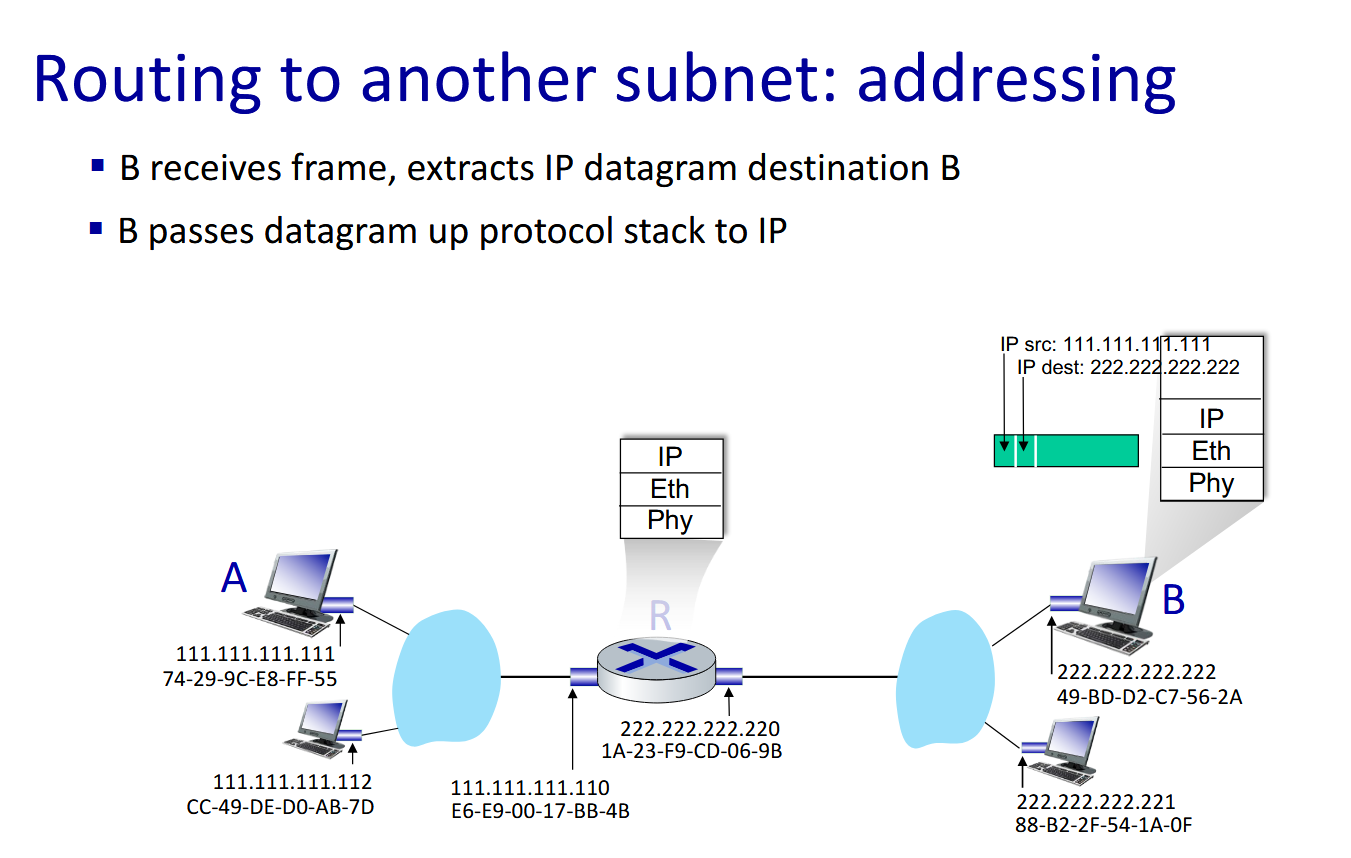 Routing to another subnet: addressing
B receives frame, extracts IP datagram destination B
B passes datagram up protocol stack to IP
IP src: 111.111.111.111
IP dest: 222.222.222.222
IP
Eth
Phy
IP
Eth
Phy
A
R
B
111.111.111.111
74-29-9C-E8-FF-55
222.222.222.222
49-BD-D2-C7-56-2A
222.222.222.220
1A-23-F9-CD-06-9B
111.111.111.112
CC-49-DE-D0-AB-7D
111.111.111.110
E6-E9-00-17-BB-4B
222.222.222.221
88-B2-2F-54-1A-0F